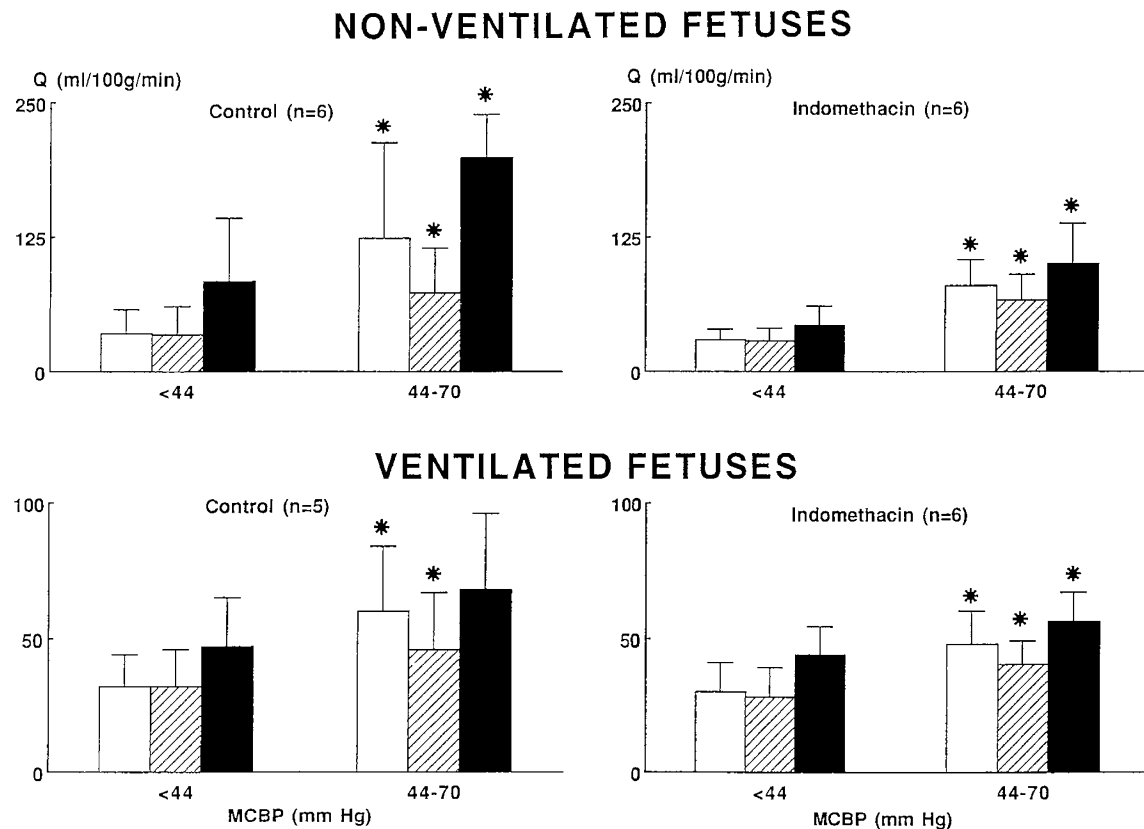 NON-VENTILATED FETUSES
Q (ml/100g/min)
Control (n=6)
250
125
0
<44
44-70
* * *
Q (ml/100g/min)
Indomethacin (n=6)
250
125
0
<44
44-70
* * *
VENTILATED FETUSES
Control (n=5)
100
50
0
<44
44-70
MCBP (mm Hg)
* *
Indomethacin (n=6)
100
50
0
<44
44-70
MCBP (mm Hg)
* * *